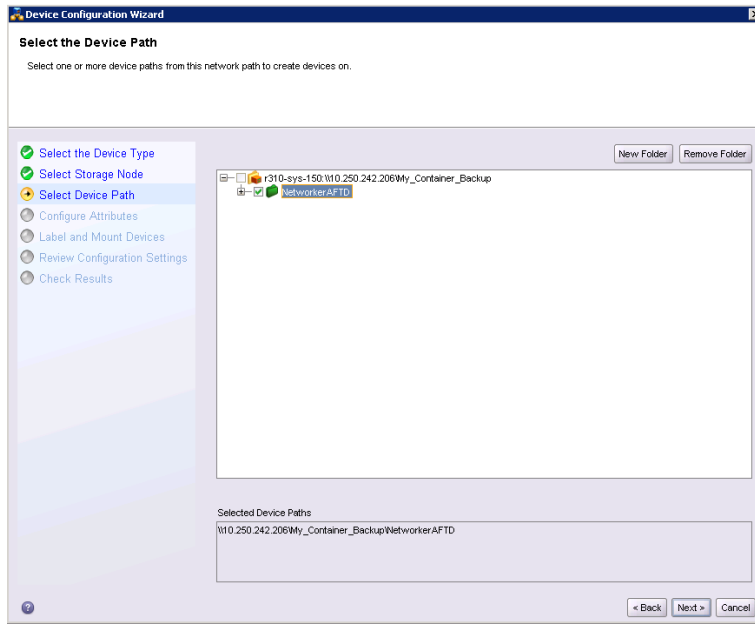 Device Configuration Wizard
Select the Device Path
Select one or more device paths from this network path to create devices on.
Select the Device Type
Select Storage Node
Select Device Path
Configure Attributes
Label and Mount Devices
Review Configuration Settings
Check Results
New Folder
Remove Folder
r310-sys-150:\\10.250.242.206\My_Container_Backup
NetworkerAFTD
Selected Device Paths
\\10.250.242.206\My_Container_Backup\NetworkerAFTD
?
< Back
Next >
Cancel